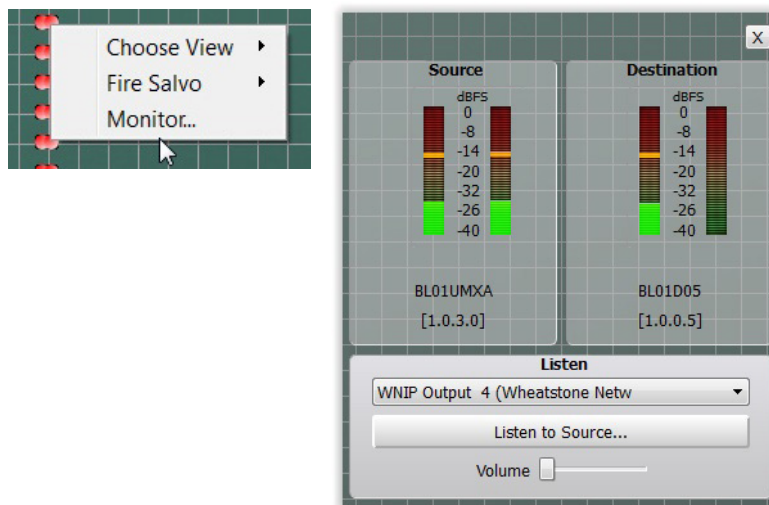 Choose View
Fire Salvo
Monitor...
X
Source
dBFS
0
-8
-14
-20
-32
-26
-40
BL01UMXA
[1.0.3.0]
Destination
dBFS
0
-8
-14
-20
-32
-26
-40
BL01D05
[1.0.0.5]
Listen
WNIP Output 4 (Wheatstone Netw
Listen to Source...
Volume